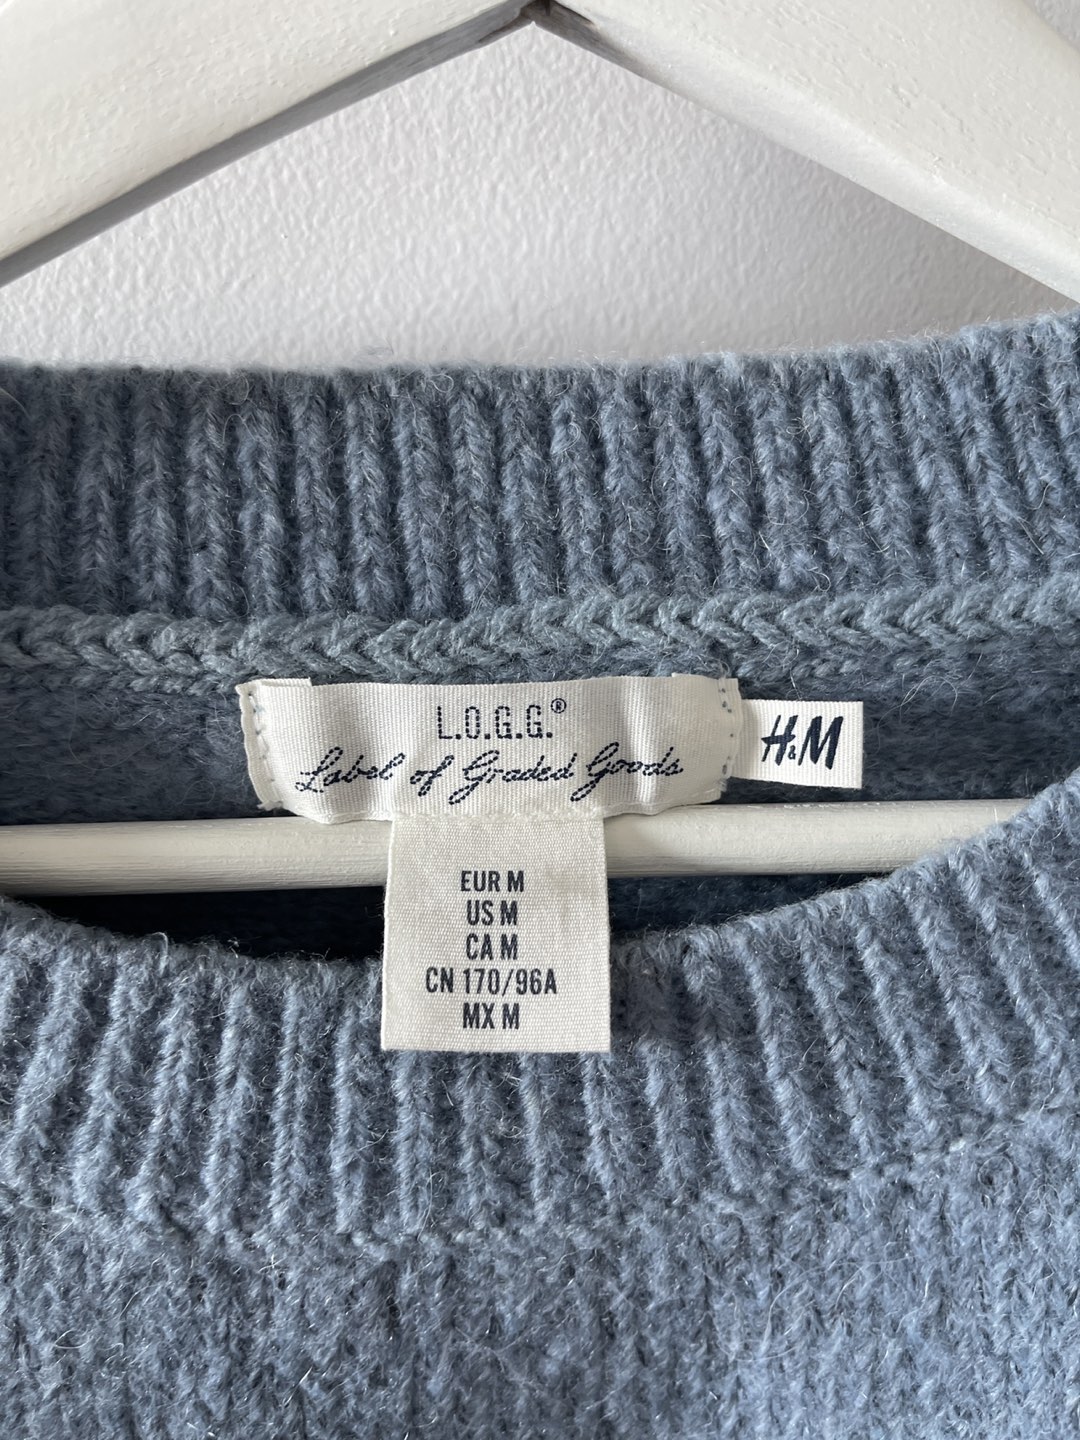 L.O.G.G.®
Label of Graded Goods
H&M
EUR M
US M
CA M
CN 170/96A
MX M